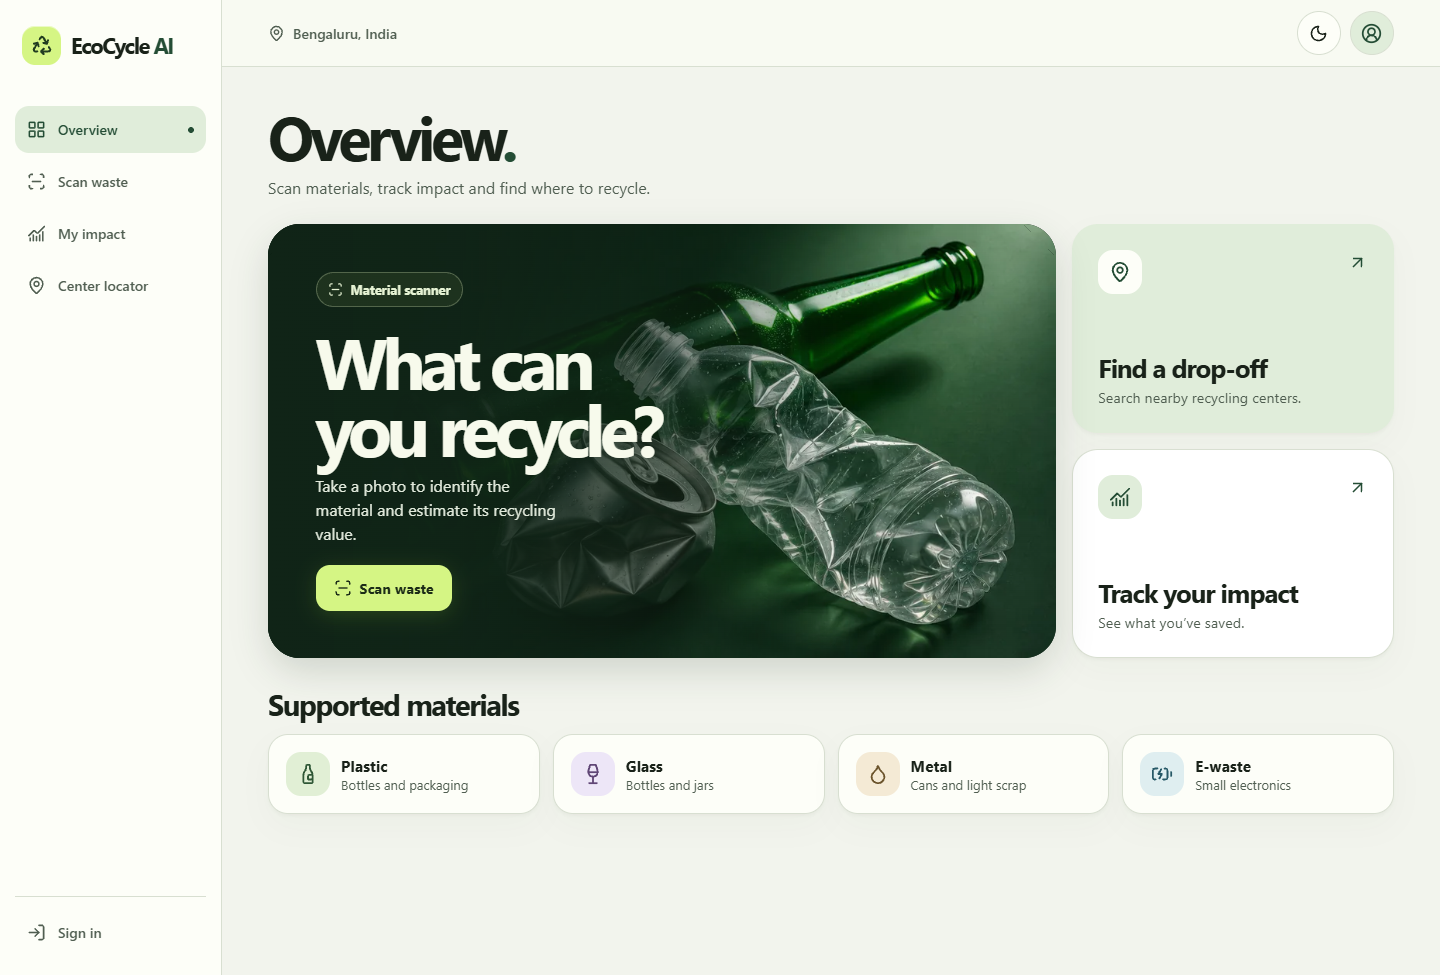 EcoCycle AI
Bengaluru, India
Overview
Scan waste
My impact
Center locator
Sign in
Overview.
Scan materials, track impact and find where to recycle.
Material scanner
What can
you recycle?
Take a photo to identify the
material and estimate its recycling
value.
Scan waste
Find a drop-off
Search nearby recycling centers.
Track your impact
See what you’ve saved.
Supported materials
Plastic
Bottles and packaging
Glass
Bottles and jars
Metal
Cans and light scrap
E-waste
Small electronics